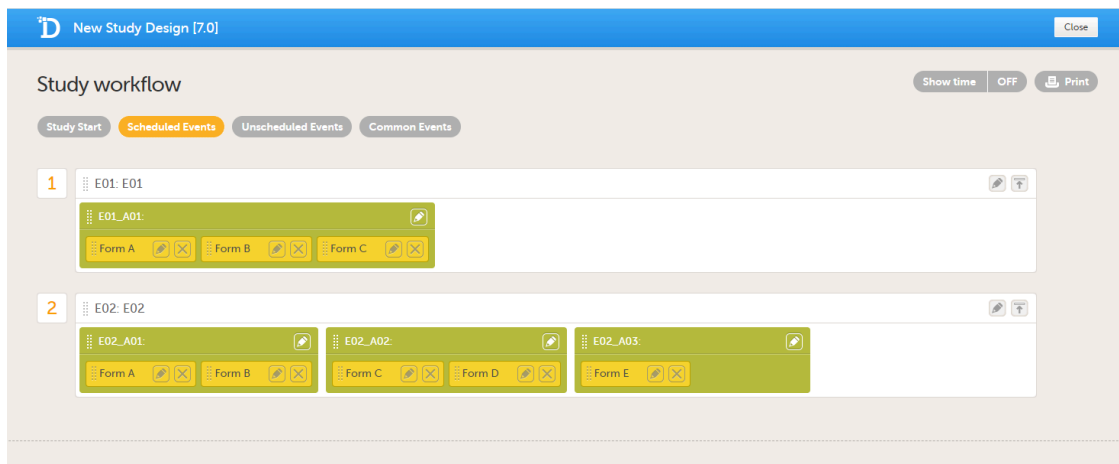 D New Study Design [7.0] Close
Study workflow Show time OFF Print
Study Start Scheduled Events Unscheduled Events Common Events
1 E01: E01
E01_A01:
Form A Form B Form C
2 E02: E02
E02_A01: E02_A02: E02_A03:
Form A Form B Form C Form D Form E